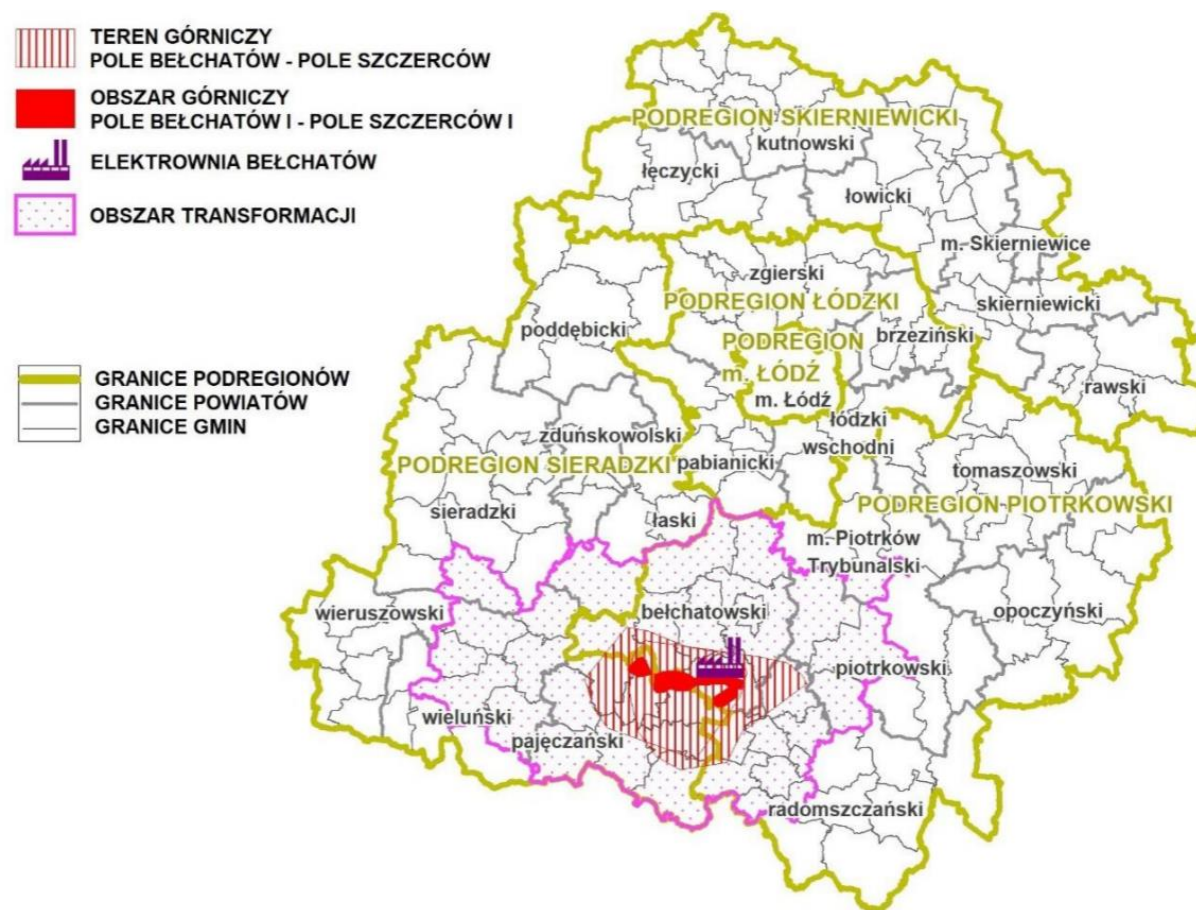 TEREN GÓRNICZY
POLE BEŁCHATÓW - POLE SZCZERCÓW
OBSZAR GÓRNICZY
POLE BEŁCHATÓW I - POLE SZCZERCÓW I
ELEKTROWNIA BEŁCHATÓW
OBSZAR TRANSFORMACJI
GRANICE PODREGIONÓW
GRANICE POWIATÓW
GRANICE GMIN
PODREGION SKIERNIEWICKI
kutnowski
łęczycki
łowicki
m. Skierniewice
zgierski
skierniewicki
PODREGION ŁÓDZKI
poddębicki
brzeziński
PODREGION
m. ŁÓDŹ
rawski
m. Łódź
łódzki
wschodni
zduńskowolski
PODREGION SIERADZKI
pabianicki
tomaszowski
sieradzki
łaski
PODREGION PIOTRKOWSKI
m. Piotrków
Trybunalski
wieruszowski
bełchatowski
opoczyński
piotrkowski
wieluński
pajęczański
radomszczański